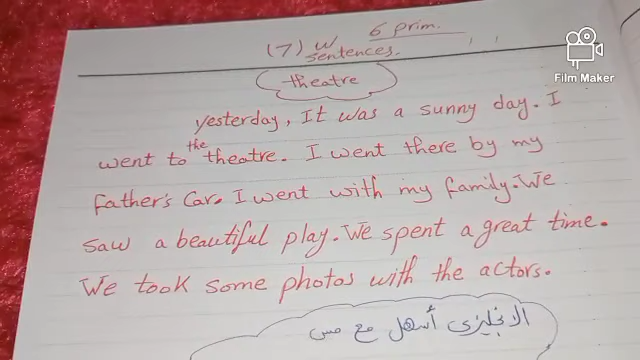 6 prim.
(7) w
sentences.
Film Maker
theatre
yesterday, It was a sunny day. I
went to the theatre. I went there by my
father's car. I went with my family. We
saw a beautiful play. We spent a great time.
We took some photos with the actors.
الانجليزى أسهل مع مس